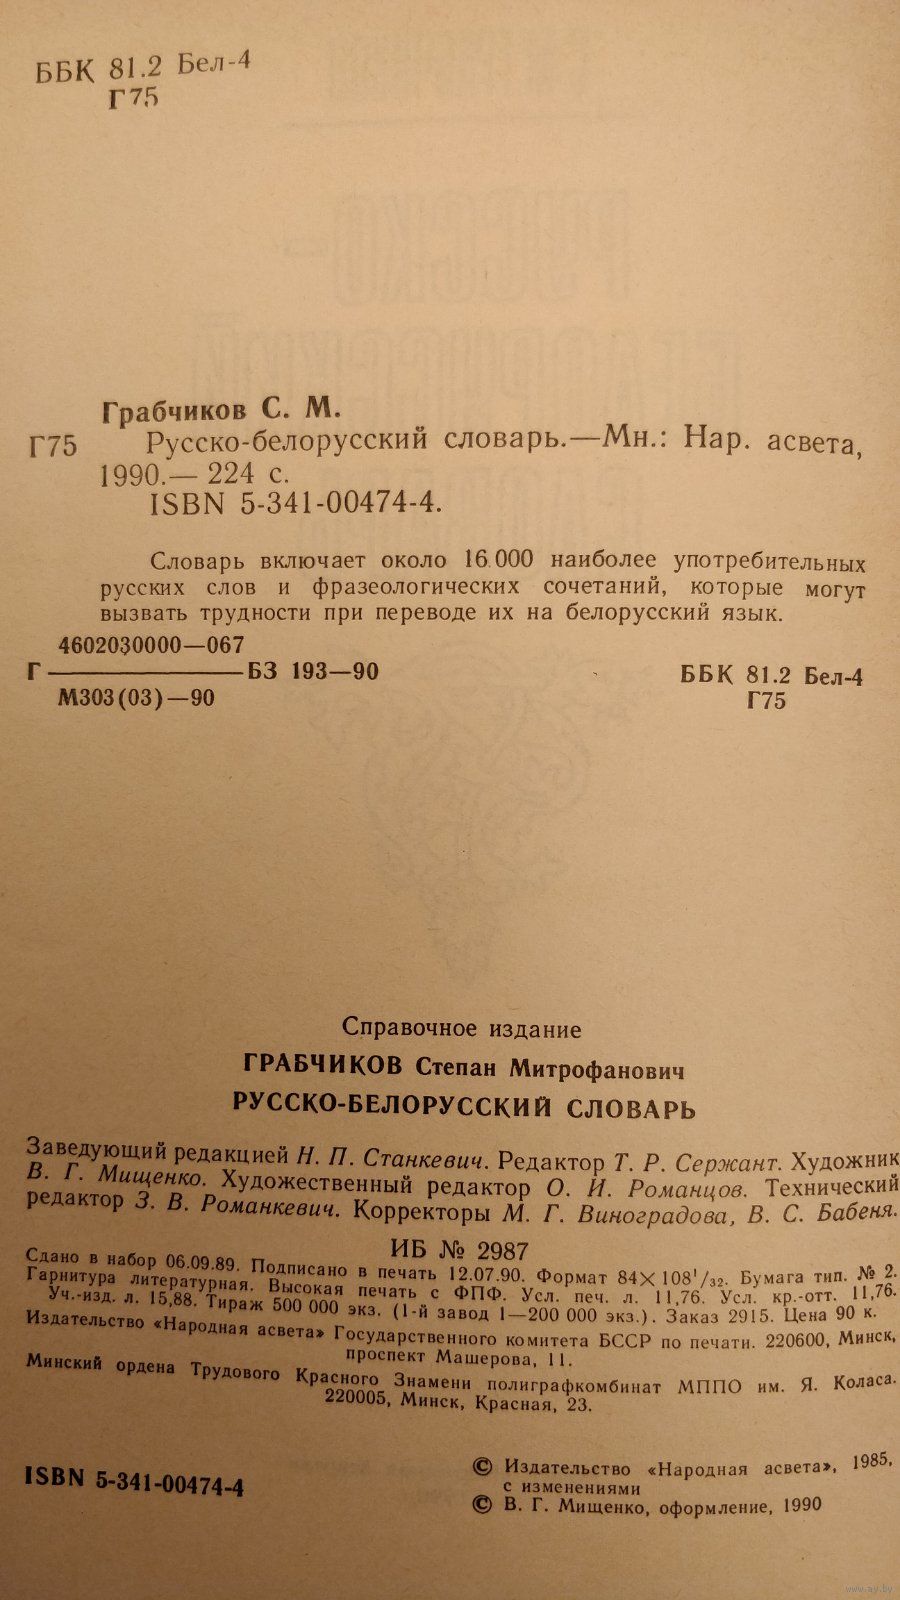 ББК 81.2 Бел-4
Г75
Грабчиков С. М.
Г75 Русско-белорусский словарь.—Мн.: Нар. асвета,
1990.— 224 с.
ISBN 5-341-00474-4.
Словарь включает около 16 000 наиболее употребительных
русских слов и фразеологических сочетаний, которые могут
вызвать трудности при переводе их на белорусский язык.
4602030000—067
Г ———— БЗ 193—90
М303(03)—90
ББК 81.2 Бел-4
Г75
Справочное издание
ГРАБЧИКОВ Степан Митрофанович
РУССКО-БЕЛОРУССКИЙ СЛОВАРЬ
Заведующий редакцией Н. П. Станкевич. Редактор Т. Р. Сержант. Художник
В. Г. Мищенко. Художественный редактор О. И. Романцов. Технический
редактор З. В. Романкевич. Корректоры М. Г. Виноградова, В. С. Бабеня.
ИБ № 2987
Сдано в набор 06.09.89. Подписано в печать 12.07.90. Формат 84×108¹/₃₂. Бумага тип. № 2.
Гарнитура литературная. Высокая печать с ФПФ. Усл. печ. л. 11,76. Усл. кр.-отт. 11,76.
Уч.-изд. л. 15,88. Тираж 500 000 экз. (1-й завод 1—200 000 экз.). Заказ 2915. Цена 90 к.
Издательство «Народная асвета» Государственного комитета БССР по печати. 220600, Минск,
проспект Машерова, 11.
Минский ордена Трудового Красного Знамени полиграфкомбинат МППО им. Я. Коласа.
220005, Минск, Красная, 23.
ISBN 5-341-00474-4
© Издательство «Народная асвета», 1985,
с изменениями
© В. Г. Мищенко, оформление, 1990
www.ay.by